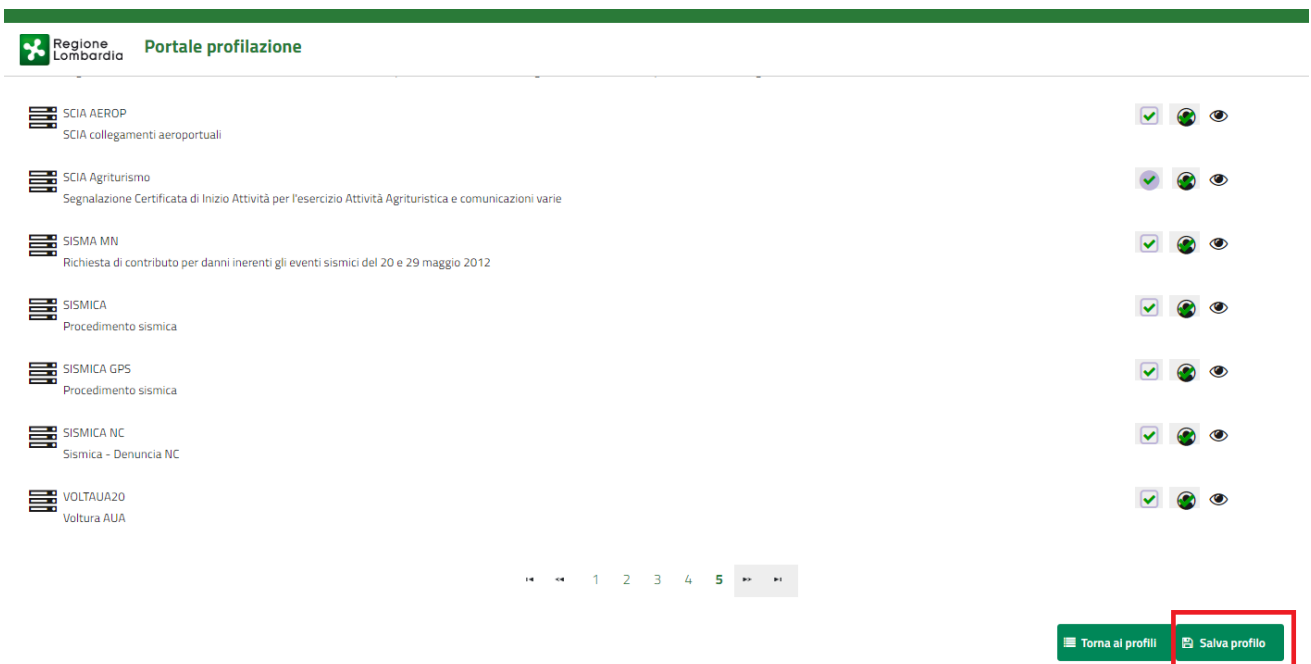 Regione
Lombardia
Portale profilazione
SCIA AEROP
SCIA collegamenti aeroportuali
SCIA Agriturismo
Segnalazione Certificata di Inizio Attività per l'esercizio Attività Agrituristica e comunicazioni varie
SISMA MN
Richiesta di contributo per danni inerenti gli eventi sismici del 20 e 29 maggio 2012
SISMICA
Procedimento sismica
SISMICA GPS
Procedimento sismica
SISMICA NC
Sismica - Denuncia NC
VOLTAUA20
Voltura AUA
1 2 3 4 5
Torna ai profili Salva profilo